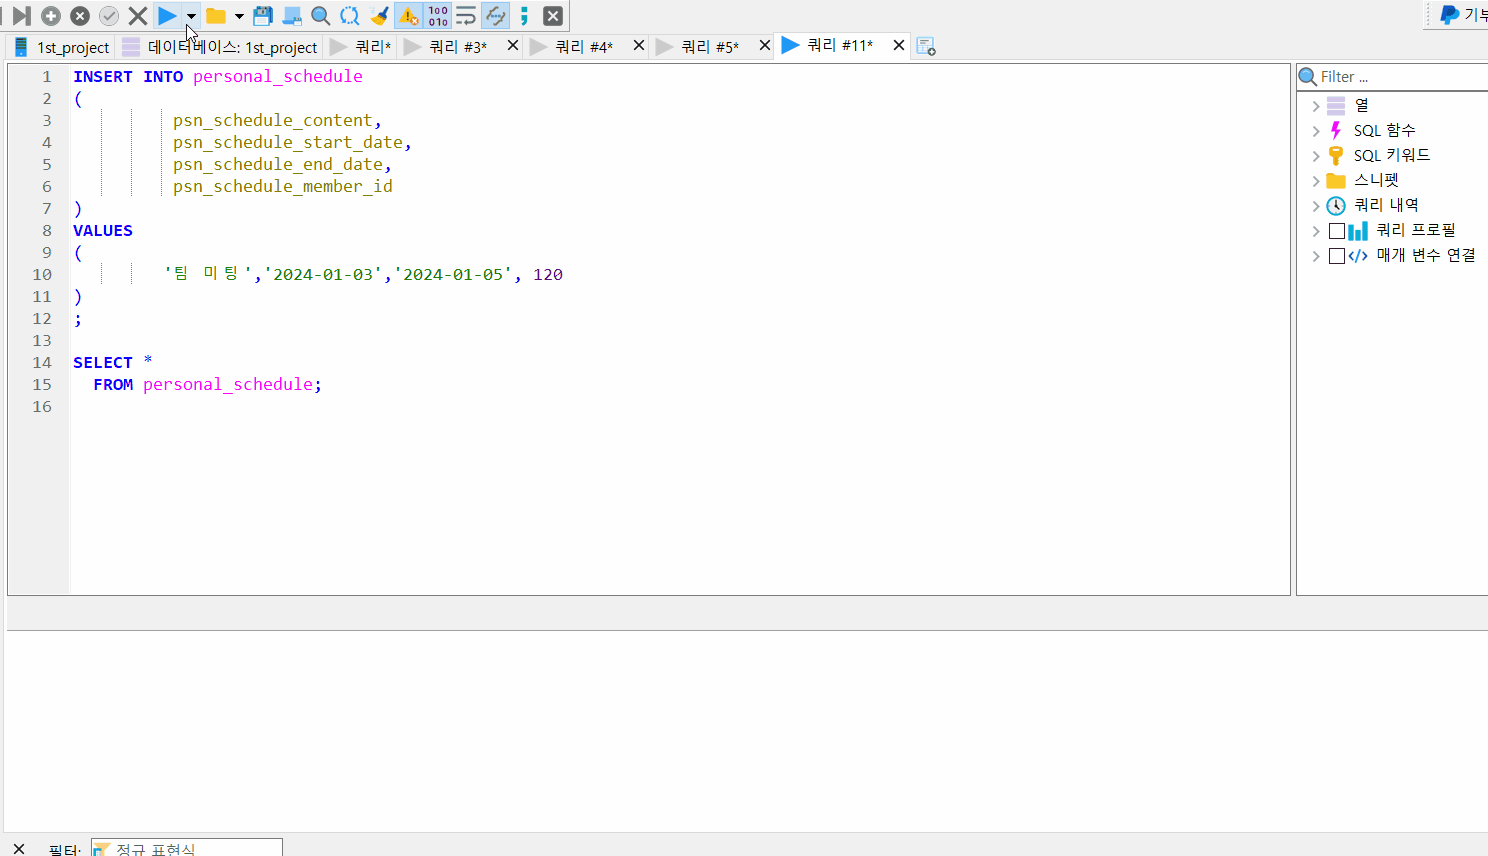 기부
1st_project 데이터베이스: 1st_project 쿼리* 쿼리 #3* 쿼리 #4* 쿼리 #5* 쿼리 #11*
1 INSERT INTO personal_schedule
2 (
3 psn_schedule_content,
4 psn_schedule_start_date,
5 psn_schedule_end_date,
6 psn_schedule_member_id
7 )
8 VALUES
9 (
10 '팀 미팅','2024-01-03','2024-01-05', 120
11 )
12 ;
13
14 SELECT *
15 FROM personal_schedule;
16
Filter ...
열
SQL 함수
SQL 키워드
스니펫
쿼리 내역
쿼리 프로필
매개 변수 연결
필터: 정규 표현식